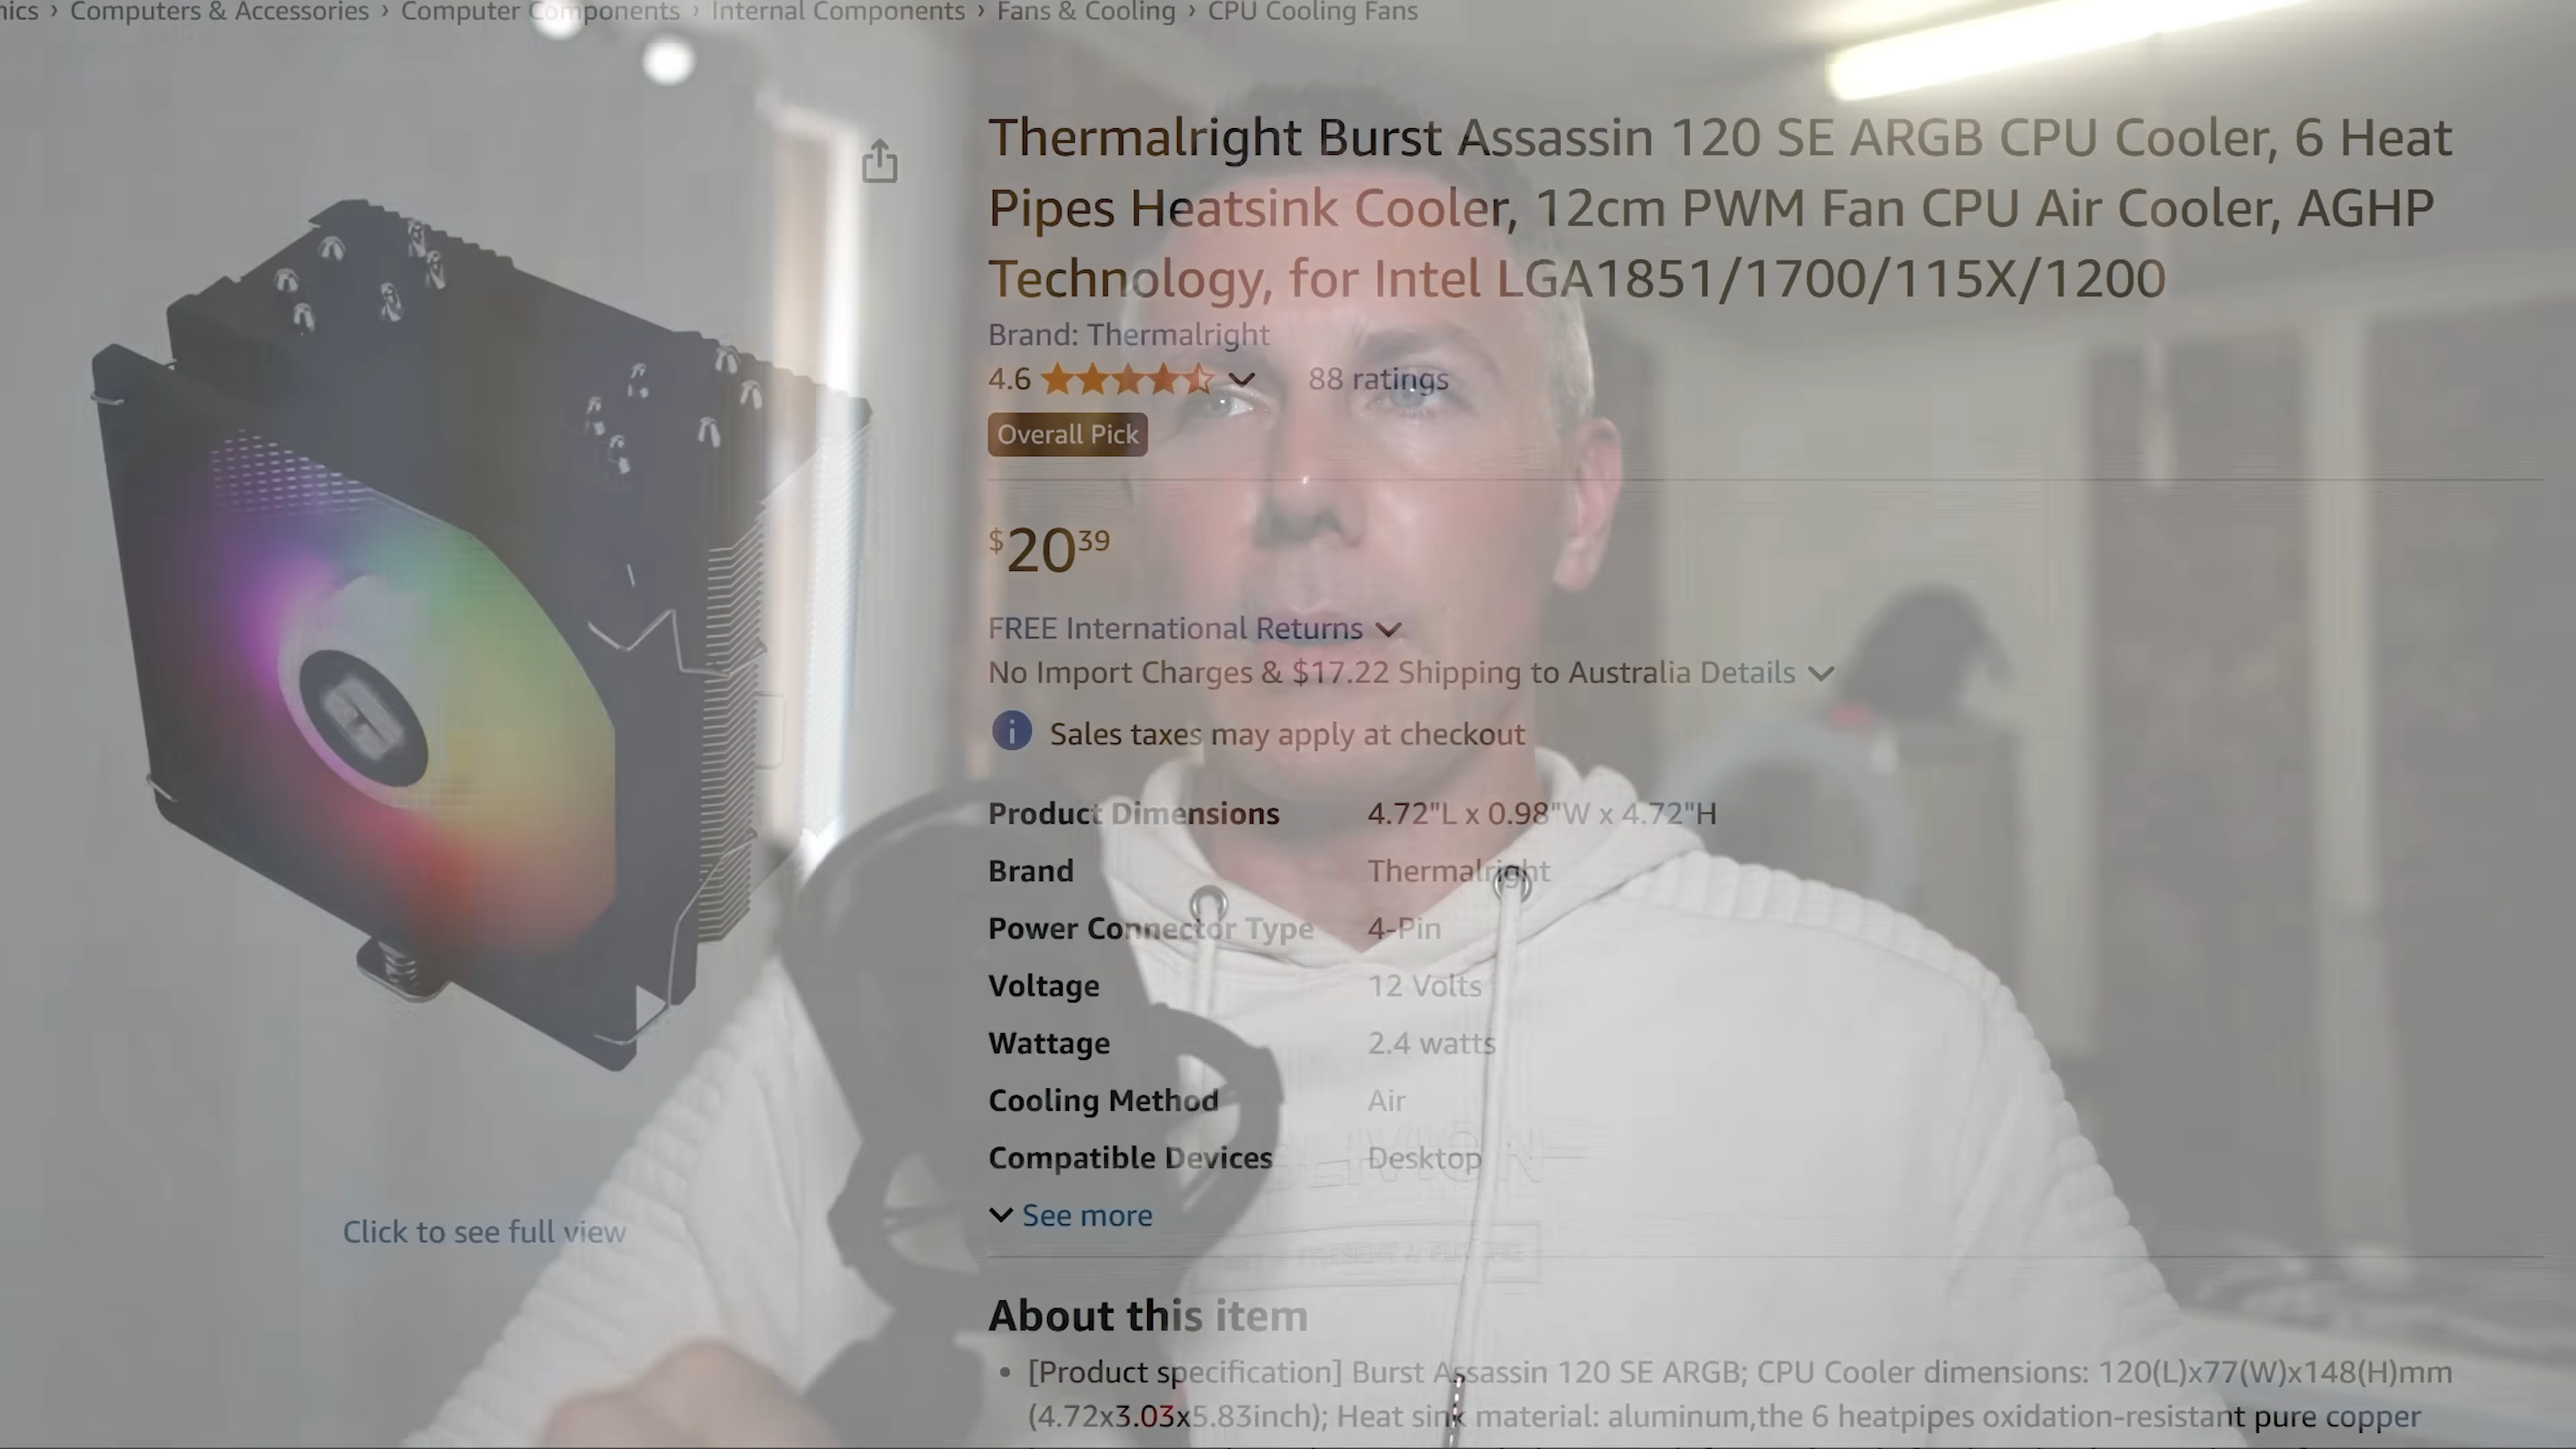 nics › Computers & Accessories › Computer Components › Internal Components › Fans & Cooling › CPU Cooling Fans
Thermalright Burst Assassin 120 SE ARGB CPU Cooler, 6 Heat
Pipes Heatsink Cooler, 12cm PWM Fan CPU Air Cooler, AGHP
Technology, for Intel LGA1851/1700/115X/1200
Brand: Thermalright
4.6 88 ratings
Overall Pick
$2039
FREE International Returns
No Import Charges & $17.22 Shipping to Australia Details
Sales taxes may apply at checkout
Product Dimensions 4.72"L x 0.98"W x 4.72"H
Brand Thermalright
Power Connector Type 4-Pin
Voltage 12 Volts
Wattage 2.4 watts
Cooling Method Air
Compatible Devices Desktop
See more
Click to see full view
About this item
• [Product specification] Burst Assassin 120 SE ARGB; CPU Cooler dimensions: 120(L)x77(W)x148(H)mm
(4.72x3.03x5.83inch); Heat sink material: aluminum,the 6 heatpipes oxidation-resistant pure copper